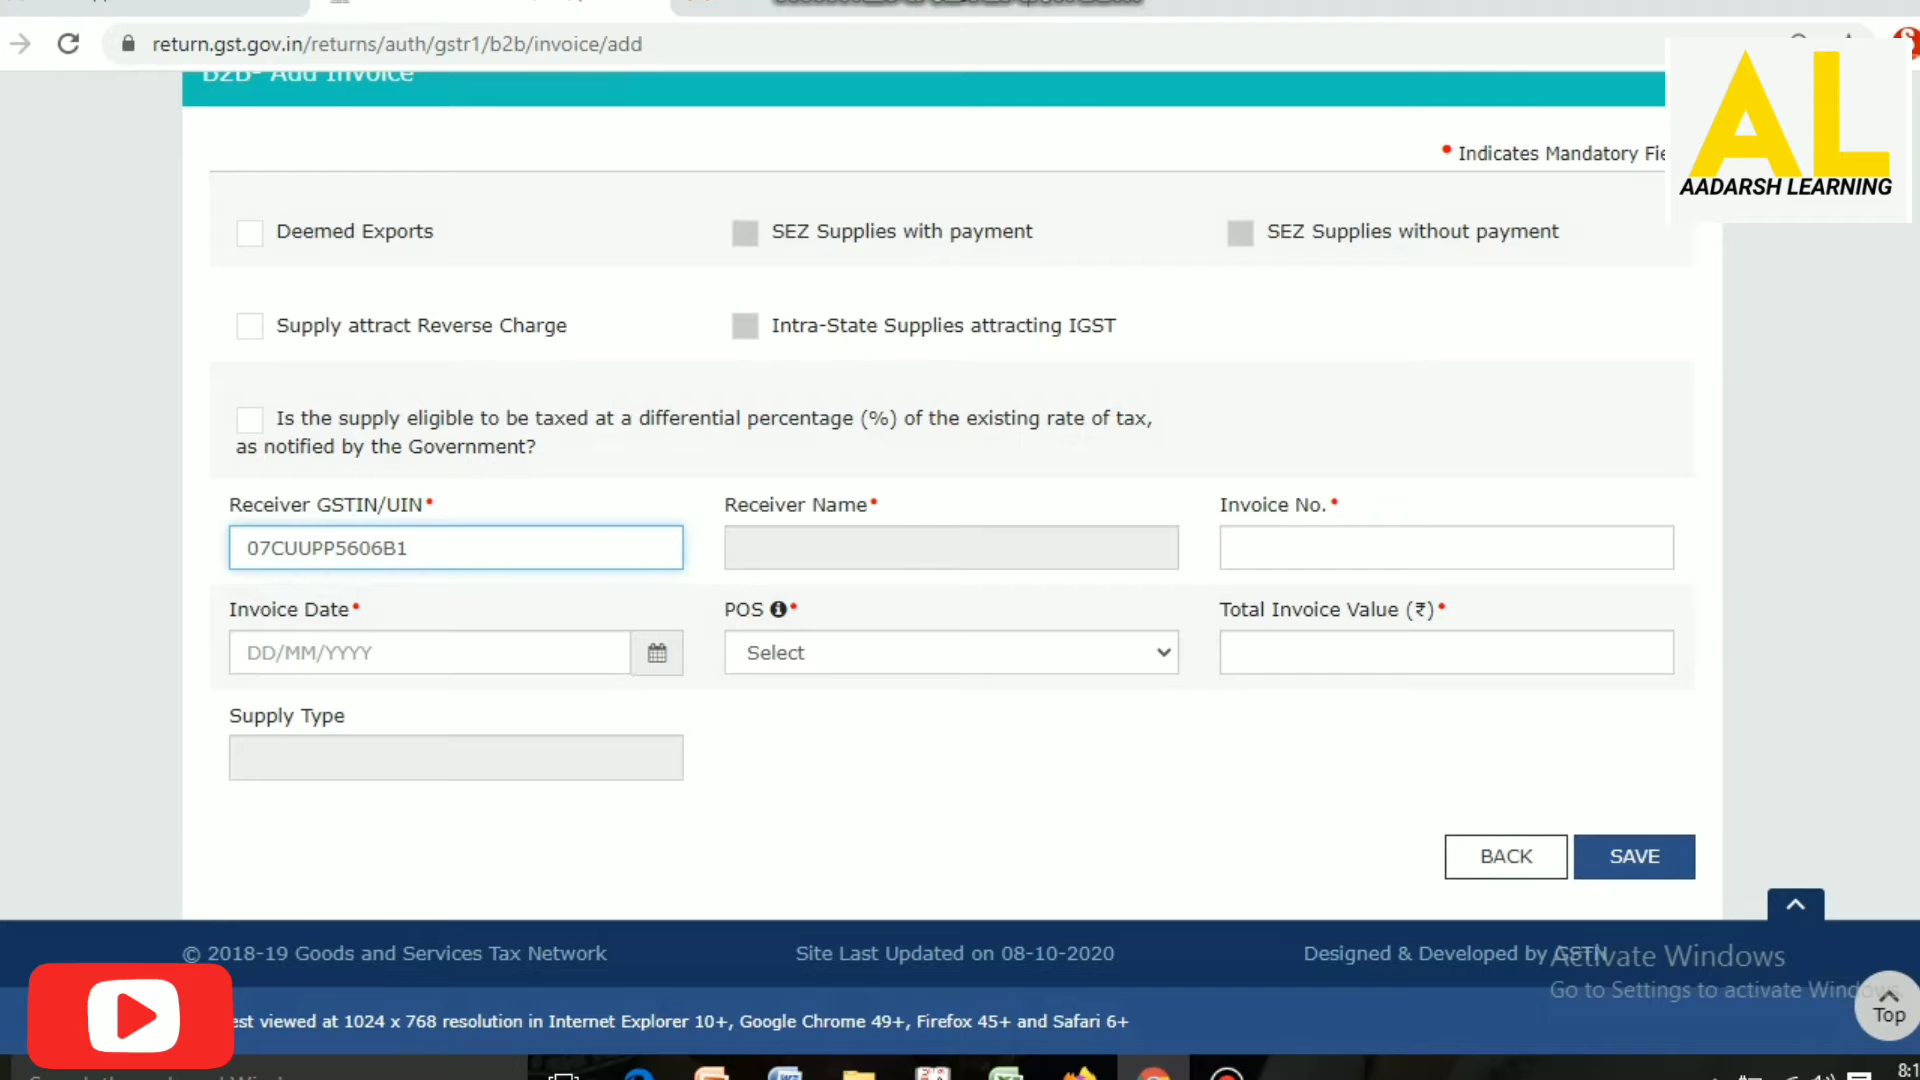 return.gst.gov.in/returns/auth/gstr1/b2b/invoice/add
B2B- Add Invoice
• Indicates Mandatory Fie
AL
AADARSH LEARNING
Deemed Exports
SEZ Supplies with payment
SEZ Supplies without payment
Supply attract Reverse Charge
Intra-State Supplies attracting IGST
Is the supply eligible to be taxed at a differential percentage (%) of the existing rate of tax,
as notified by the Government?
Receiver GSTIN/UIN•
Receiver Name•
Invoice No.•
07CUUPP5606B1
Invoice Date•
POS •
Total Invoice Value (₹)•
DD/MM/YYYY
Select
Supply Type
BACK
SAVE
© 2018-19 Goods and Services Tax Network
Site Last Updated on 08-10-2020
Designed & Developed by GSTN
Activate Windows
Go to Settings to activate Windows.
Top
est viewed at 1024 x 768 resolution in Internet Explorer 10+, Google Chrome 49+, Firefox 45+ and Safari 6+
8:1